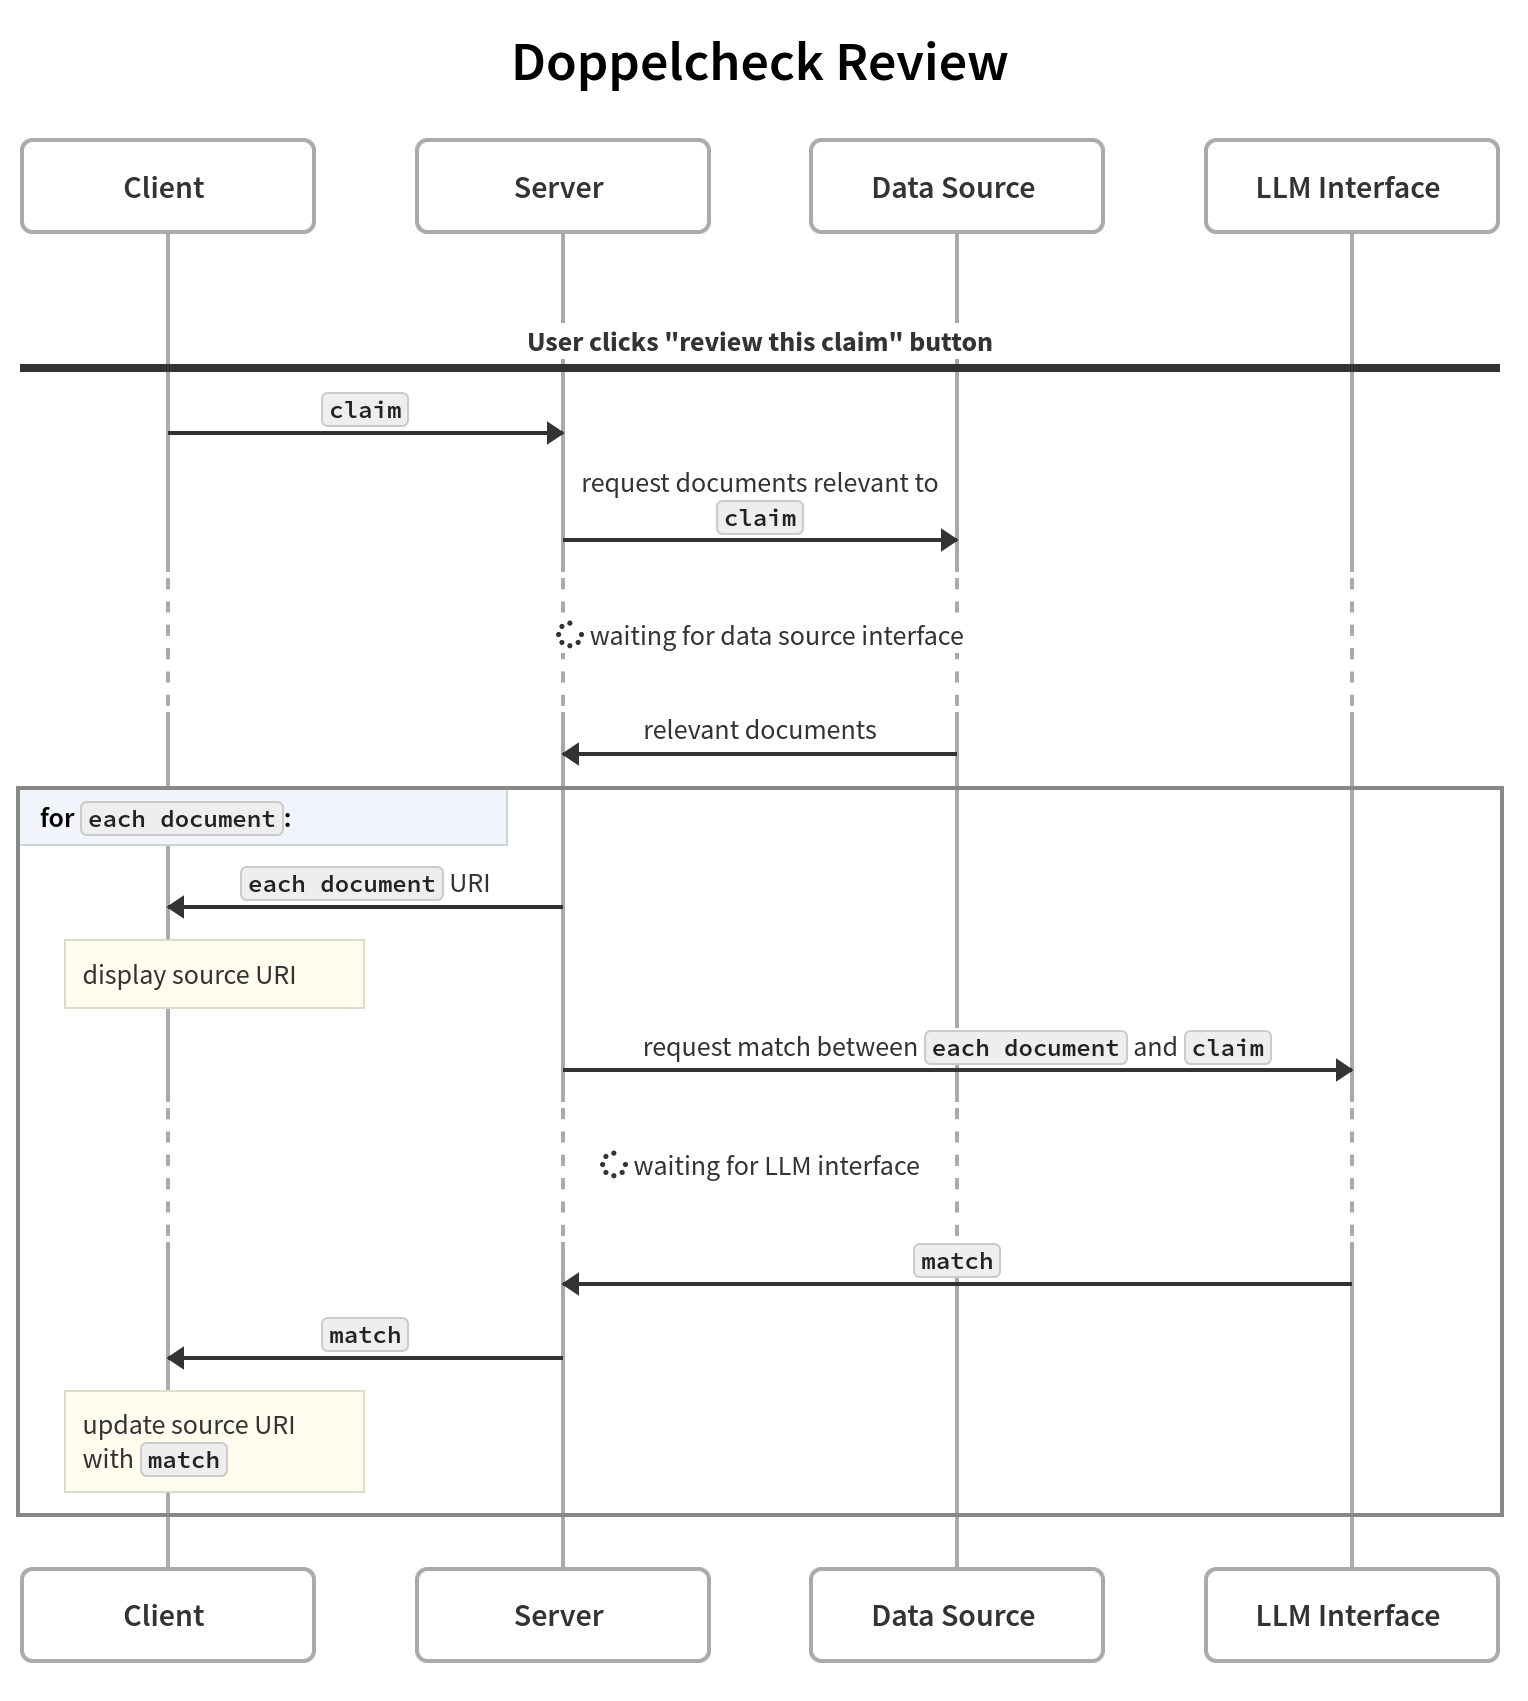 Doppelcheck Review
Client
Server
Data Source
LLM Interface
User clicks "review this claim" button
claim
request documents relevant to
claim
waiting for data source interface
relevant documents
for each document:
each document URI
display source URI
request match between each document and claim
waiting for LLM interface
match
match
update source URI
with match
Client
Server
Data Source
LLM Interface